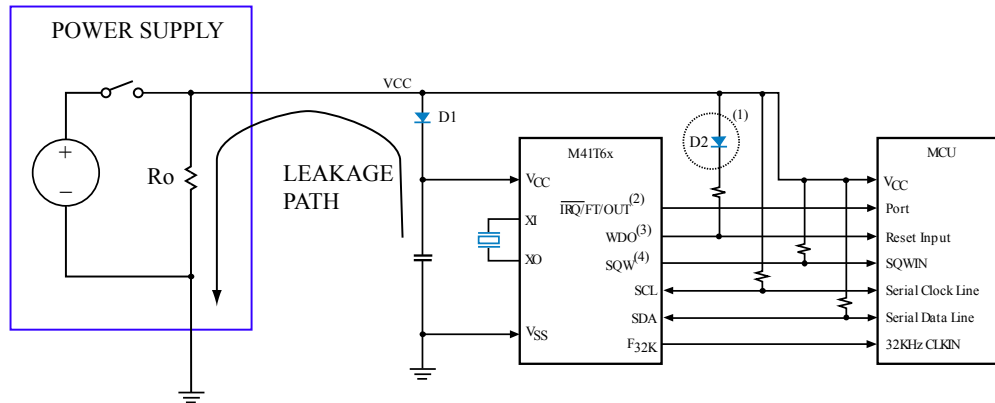 POWER SUPPLY
VCC
D1
+
−
Ro
LEAKAGE
PATH
(1)
D2
M41T6x
MCU
VCC
XI
XO
VSS
IRQ/FT/OUT(2)
WDO(3)
SQW(4)
SCL
SDA
F32K
VCC
Port
Reset Input
SQWIN
Serial Clock Line
Serial Data Line
32KHz CLKIN